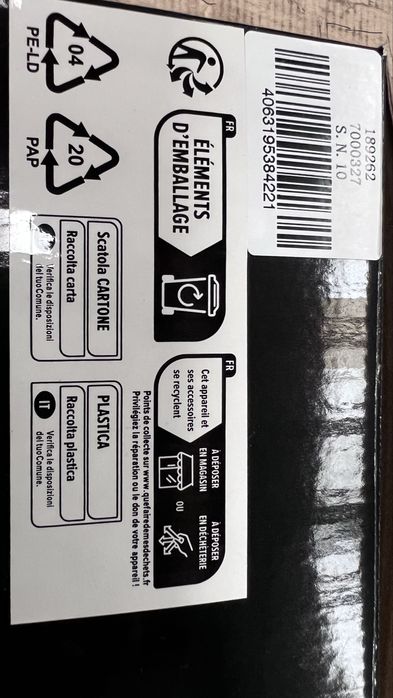 189262
7000327
S. N. 10
4063195384221
FR
ÉLÉMENTS
D'EMBALLAGE
FR
Cet appareil et
ses accessoires
se recyclent
À DÉPOSER
EN MAGASIN
OU
À DÉPOSER
EN DÉCHÈTERIE
Points de collecte sur www.quefairedemesdechets.fr
Privilégiez la réparation ou le don de votre appareil !
04
PE-LD
20
PAP
Scatola CARTONE
Raccolta carta
Verifica le disposizioni
del tuo Comune.
PLASTICA
Raccolta plastica
IT
Verifica le disposizioni
del tuo Comune.